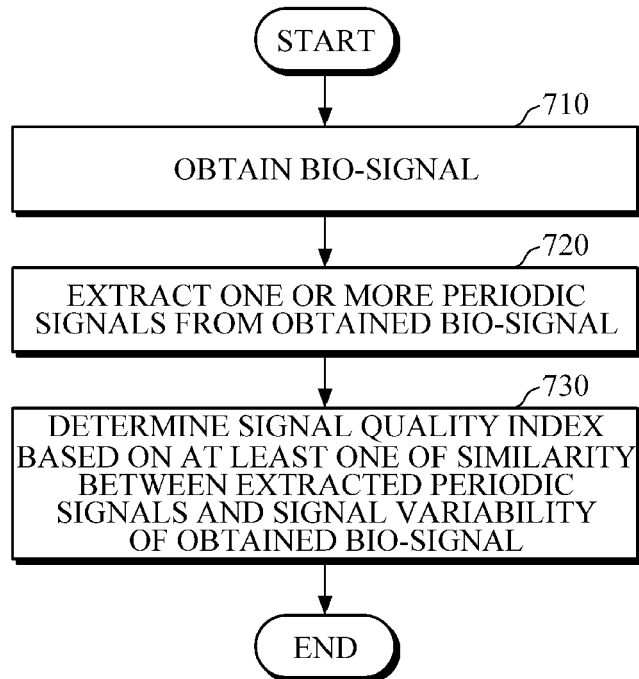 START
710
OBTAIN BIO-SIGNAL
720
EXTRACT ONE OR MORE PERIODIC
SIGNALS FROM OBTAINED BIO-SIGNAL
730
DETERMINE SIGNAL QUALITY INDEX
BASED ON AT LEAST ONE OF SIMILARITY
BETWEEN EXTRACTED PERIODIC
SIGNALS AND SIGNAL VARIABILITY
OF OBTAINED BIO-SIGNAL
END